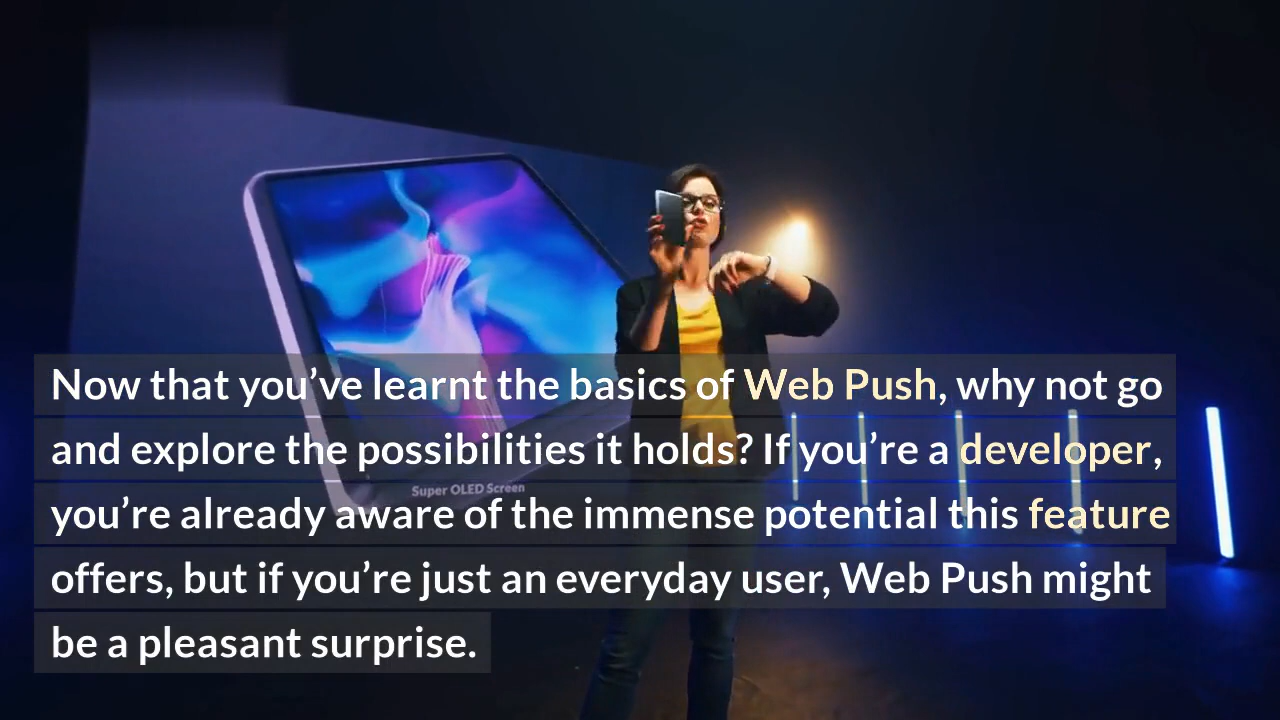 Super OLED Screen
Now that you’ve learnt the basics of Web Push, why not go
and explore the possibilities it holds? If you’re a developer,
you’re already aware of the immense potential this feature
offers, but if you’re just an everyday user, Web Push might
be a pleasant surprise.